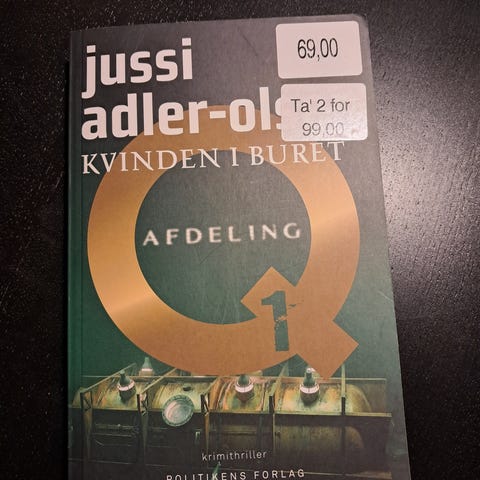 jussi
adler-ols
69,00
Ta' 2 for
99,00
KVINDEN I BURET
AFDELING
Q
1
krimithriller
POLITIKENS FORLAG